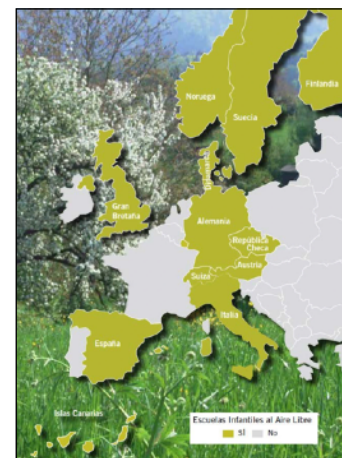 Noruega
Finlandia
Suecia
Dinamarca
Gran
Bretaña
Alemania
República
Checa
Austria
Suiza
Italia
España
Islas Canarias
Escuelas Infantiles al Aire Litee
Sí No